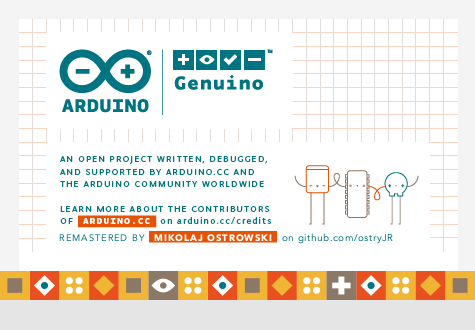 ARDUINO
Genuino
AN OPEN PROJECT WRITTEN, DEBUGGED,
AND SUPPORTED BY ARDUINO.CC AND
THE ARDUINO COMMUNITY WORLDWIDE
LEARN MORE ABOUT THE CONTRIBUTORS
OF ARDUINO.CC on arduino.cc/credits
REMASTERED BY MIKOLAJ OSTROWSKI on github.com/ostryJR